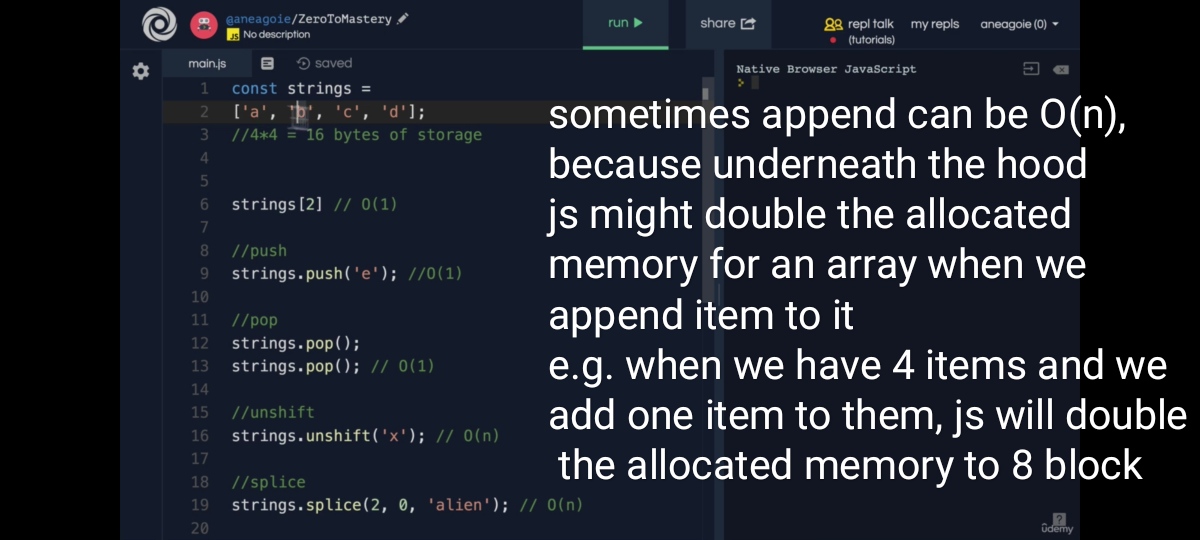 @aneagoie/ZeroToMastery
JS No description
run
share
repl talk
(tutorials)
my repls
aneagoie (0)
main.js
saved
Native Browser JavaScript
1 const strings =
2 ['a', 'b', 'c', 'd'];
3 //4*4 = 16 bytes of storage
4
5
6 strings[2] // O(1)
7
8 //push
9 strings.push('e'); //O(1)
10
11 //pop
12 strings.pop();
13 strings.pop(); // O(1)
14
15 //unshift
16 strings.unshift('x'); // O(n)
17
18 //splice
19 strings.splice(2, 0, 'alien'); // O(n)
20
sometimes append can be O(n),
because underneath the hood
js might double the allocated
memory for an array when we
append item to it
e.g. when we have 4 items and we
add one item to them, js will double
the allocated memory to 8 block
?
udemy